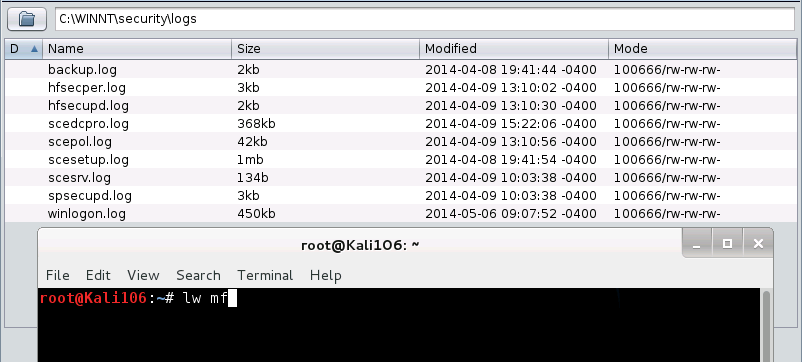 C:\WINNT\security\logs
D Name Size Modified Mode
backup.log 2kb 2014-04-08 19:41:44 -0400 100666/rw-rw-rw-
hfsecper.log 3kb 2014-04-09 13:10:02 -0400 100666/rw-rw-rw-
hfsecupd.log 2kb 2014-04-09 13:10:30 -0400 100666/rw-rw-rw-
scedcpro.log 368kb 2014-04-09 15:22:06 -0400 100666/rw-rw-rw-
scepol.log 42kb 2014-04-09 13:10:56 -0400 100666/rw-rw-rw-
scesetup.log 1mb 2014-04-08 19:41:54 -0400 100666/rw-rw-rw-
scesrv.log 134b 2014-04-09 10:03:38 -0400 100666/rw-rw-rw-
spsecupd.log 3kb 2014-04-09 10:03:38 -0400 100666/rw-rw-rw-
winlogon.log 450kb 2014-05-06 09:07:52 -0400 100666/rw-rw-rw-
root@Kali106: ~
File Edit View Search Terminal Help
root@Kali106:~# lw mf